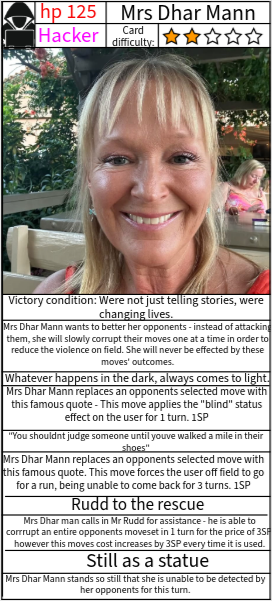 hp 125
Mrs Dhar Mann
Hacker
Card
difficulty:
Victory condition: Were not just telling stories, were
changing lives.
Mrs Dhar Mann wants to better her opponents - instead of attacking
them, she will slowly corrupt their moves one at a time in order to
reduce the violence on field. She will never be effected by these
moves' outcomes.
Whatever happens in the dark, always comes to light.
Mrs Dhar Mann replaces an opponents selected move with
this famous quote - This move applies the "blind" status
effect on the user for 1 turn. 1SP
"You shouldnt judge someone until youve walked a mile in their
shoes"
Mrs Dhar Mann replaces an opponents selected move with
this famous quote. This move forces the user off field to go
for a run, being unable to come back for 3 turns. 1SP
Rudd to the rescue
Mrs Dhar man calls in Mr Rudd for assistance - he is able to
corrrupt an entire opponents moveset in 1 turn for the price of 3SP
however this moves cost increases by 3SP every time it is used.
Still as a statue
Mrs Dhar Mann stands so still that she is unable to be detected by
her opponents for this turn.